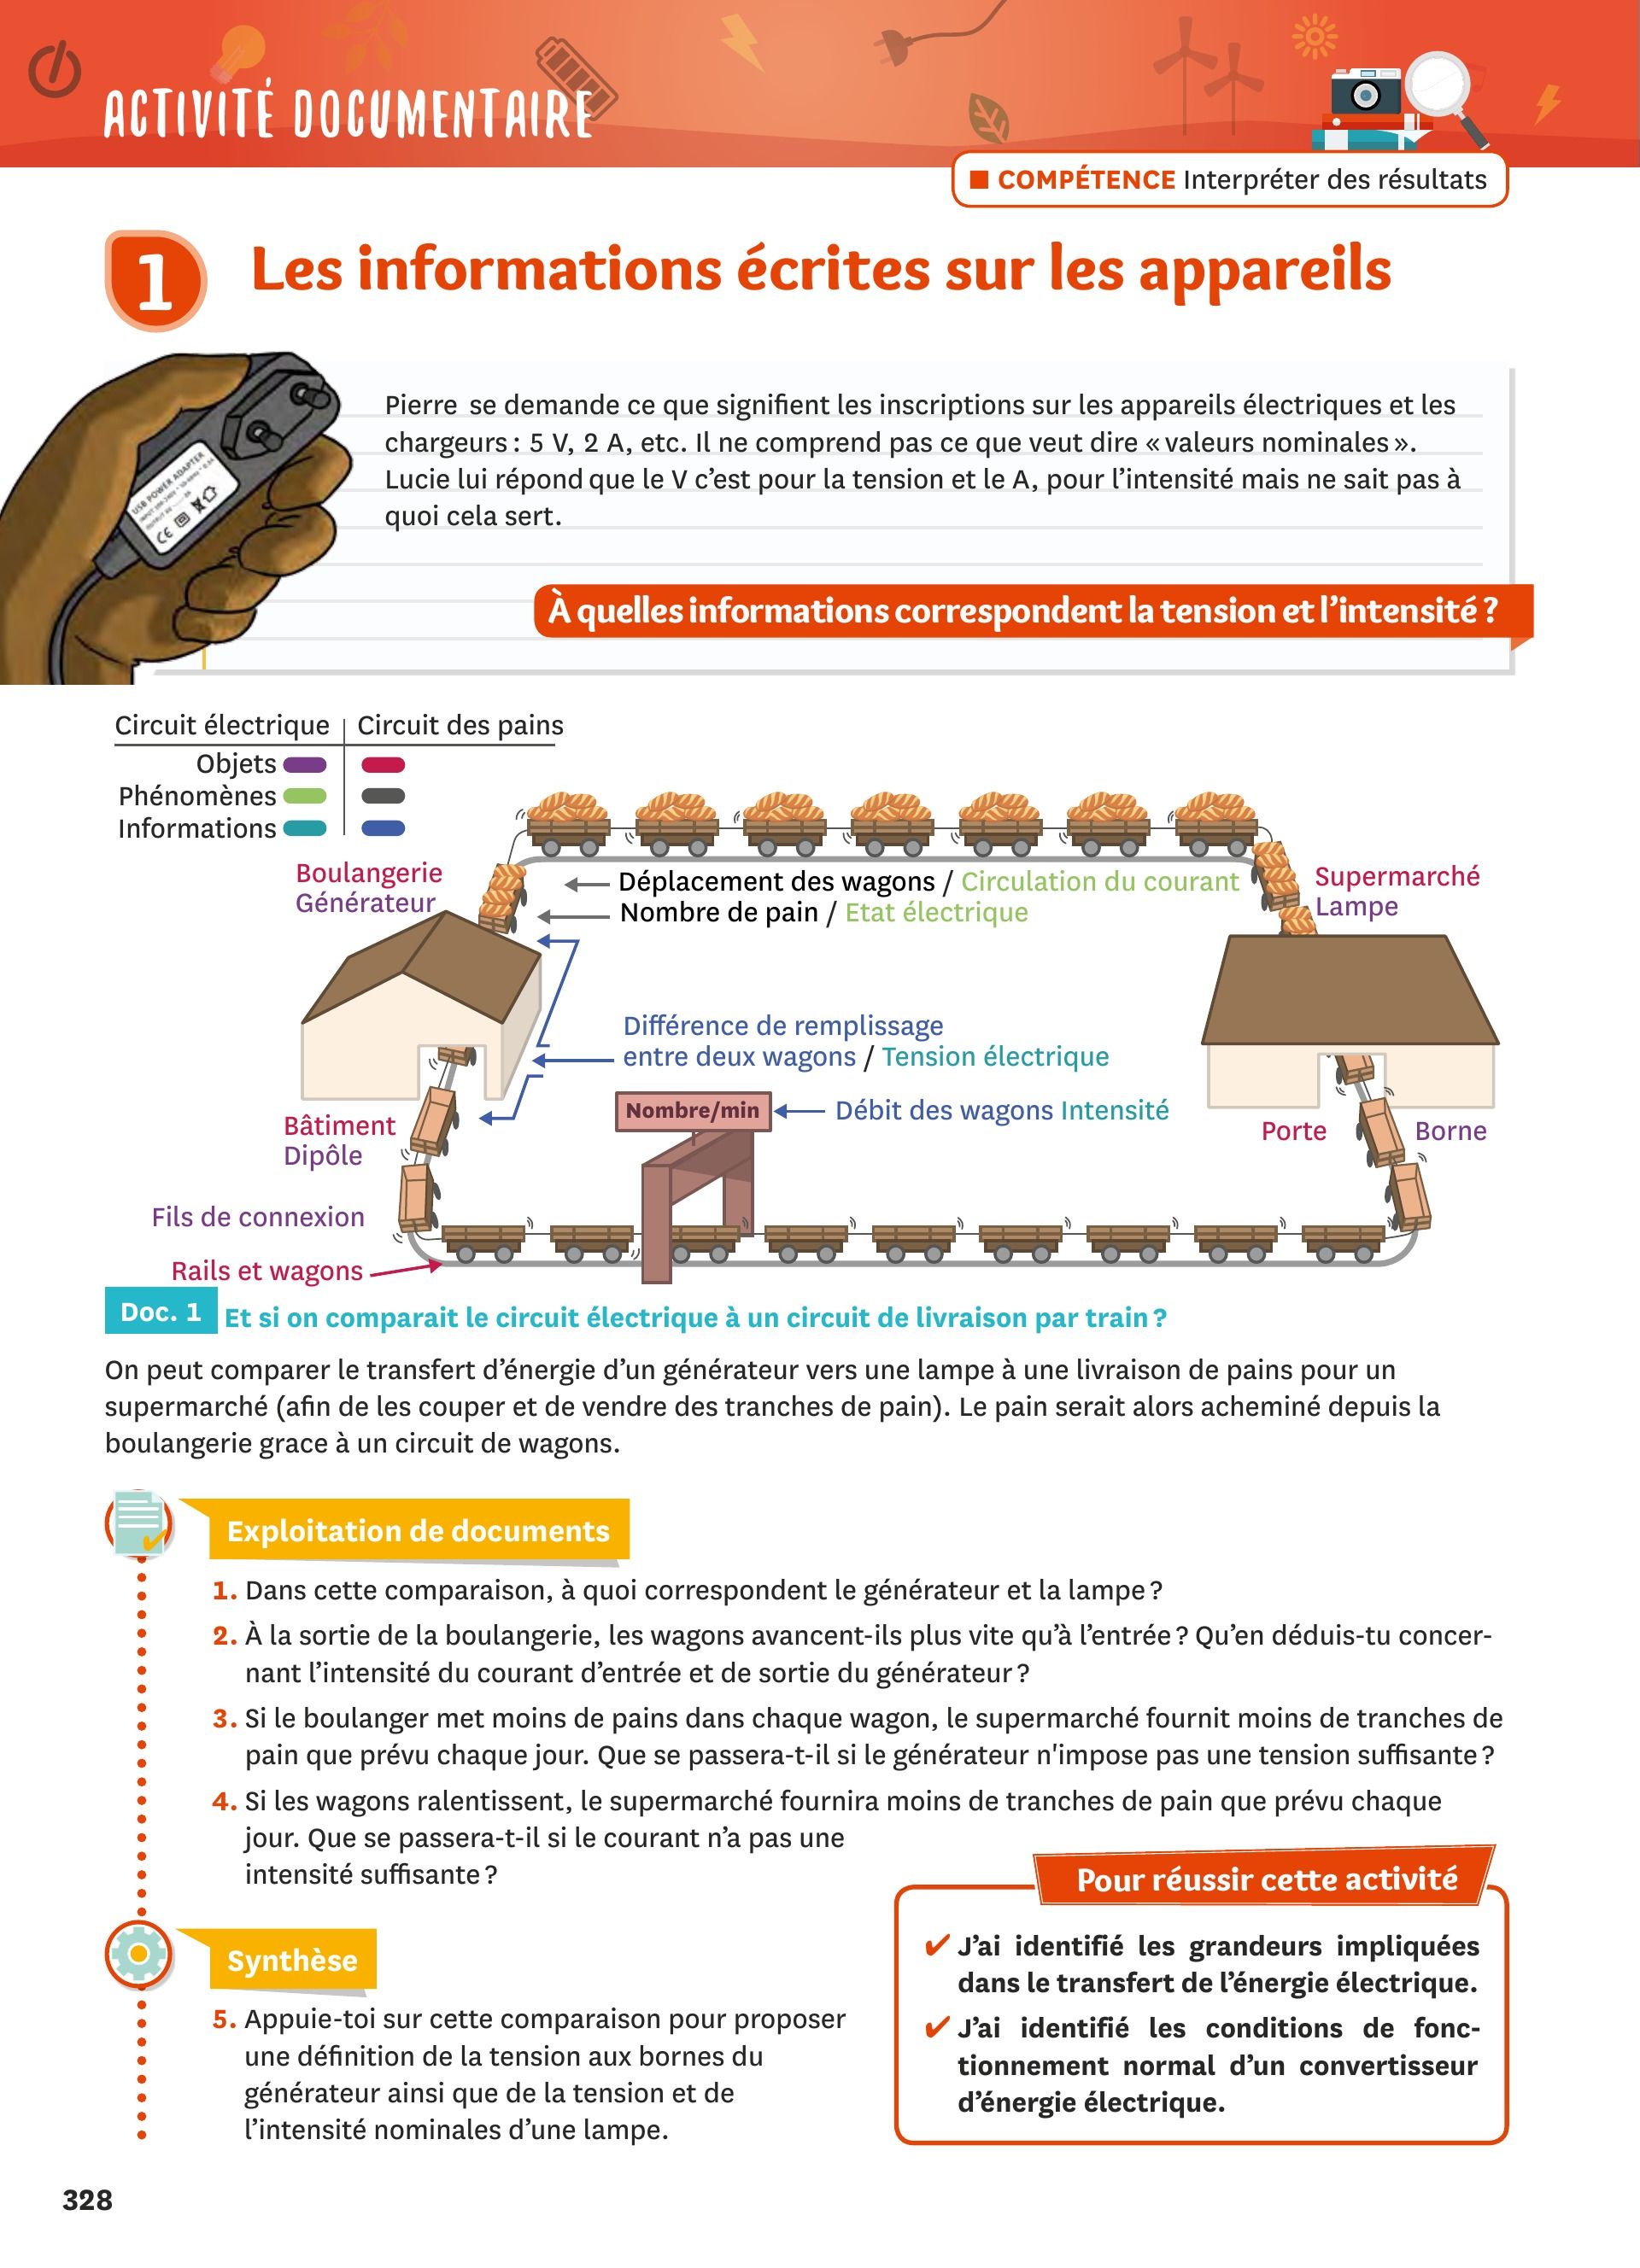 ACTIVITÉ DOCUMENTAIRE
COMPÉTENCE Interpréter des résultats
1 Les informations écrites sur les appareils
USB POWER ADAPTER
Pierre se demande ce que signifient les inscriptions sur les appareils électriques et les
chargeurs : 5 V, 2 A, etc. Il ne comprend pas ce que veut dire « valeurs nominales ».
Lucie lui répond que le V c’est pour la tension et le A, pour l’intensité mais ne sait pas à
quoi cela sert.
À quelles informations correspondent la tension et l’intensité ?
Circuit électrique Circuit des pains
Objets
Phénomènes
Informations
Boulangerie
Générateur
Déplacement des wagons / Circulation du courant
Nombre de pain / Etat électrique
Supermarché
Lampe
Différence de remplissage
entre deux wagons / Tension électrique
Nombre/min
Débit des wagons Intensité
Bâtiment
Dipôle
Porte
Borne
Fils de connexion
Rails et wagons
Doc. 1 Et si on comparait le circuit électrique à un circuit de livraison par train ?
On peut comparer le transfert d’énergie d’un générateur vers une lampe à une livraison de pains pour un
supermarché (afin de les couper et de vendre des tranches de pain). Le pain serait alors acheminé depuis la
boulangerie grace à un circuit de wagons.
Exploitation de documents
1. Dans cette comparaison, à quoi correspondent le générateur et la lampe ?
2. À la sortie de la boulangerie, les wagons avancent-ils plus vite qu’à l’entrée ? Qu’en déduis-tu concer-
nant l’intensité du courant d’entrée et de sortie du générateur ?
3. Si le boulanger met moins de pains dans chaque wagon, le supermarché fournit moins de tranches de
pain que prévu chaque jour. Que se passera-t-il si le générateur n'impose pas une tension suffisante ?
4. Si les wagons ralentissent, le supermarché fournira moins de tranches de pain que prévu chaque
jour. Que se passera-t-il si le courant n’a pas une
intensité suffisante ?
Synthèse
5. Appuie-toi sur cette comparaison pour proposer
une définition de la tension aux bornes du
générateur ainsi que de la tension et de
l’intensité nominales d’une lampe.
Pour réussir cette activité
✔ J’ai identifié les grandeurs impliquées
dans le transfert de l’énergie électrique.
✔ J’ai identifié les conditions de fonc-
tionnement normal d’un convertisseur
d’énergie électrique.
328